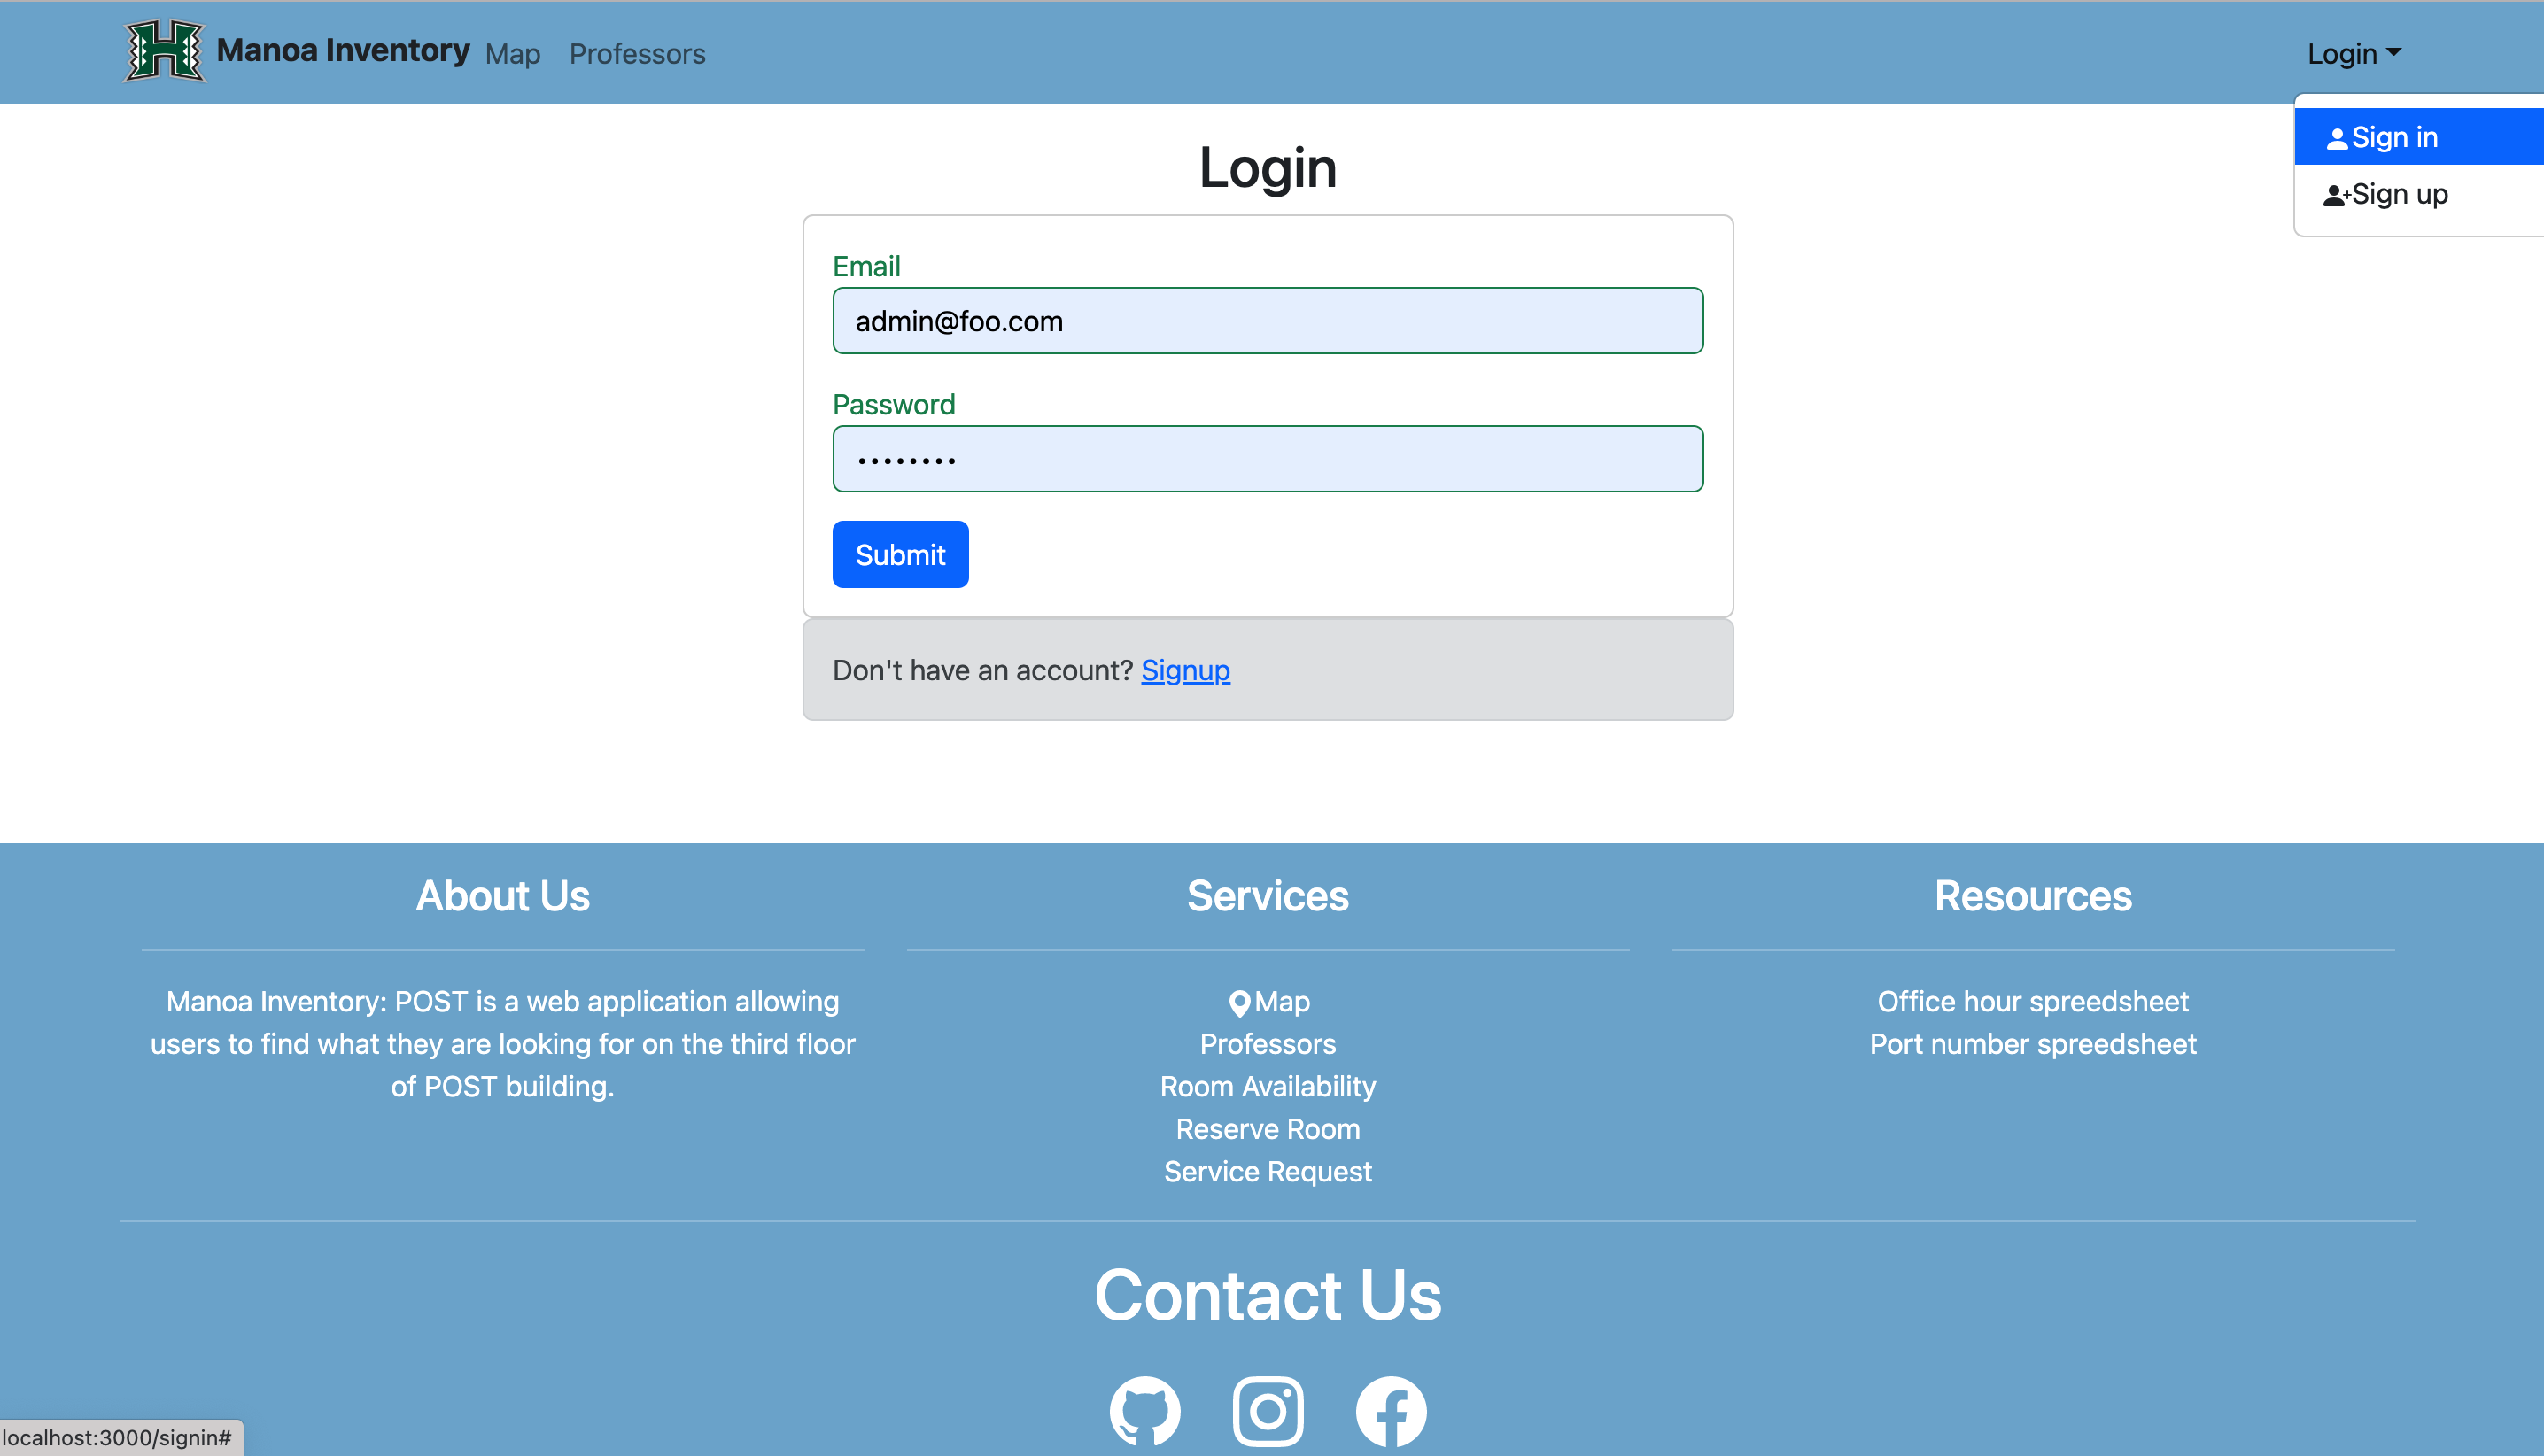 Manoa Inventory Map Professors Login
Sign in
Sign up
Login
Email
admin@foo.com
Password
••••••••
Submit
Don't have an account? Signup
About Us
Manoa Inventory: POST is a web application allowing
users to find what they are looking for on the third floor
of POST building.
Services
Map
Professors
Room Availability
Reserve Room
Service Request
Resources
Office hour spreedsheet
Port number spreedsheet
Contact Us
localhost:3000/signin#